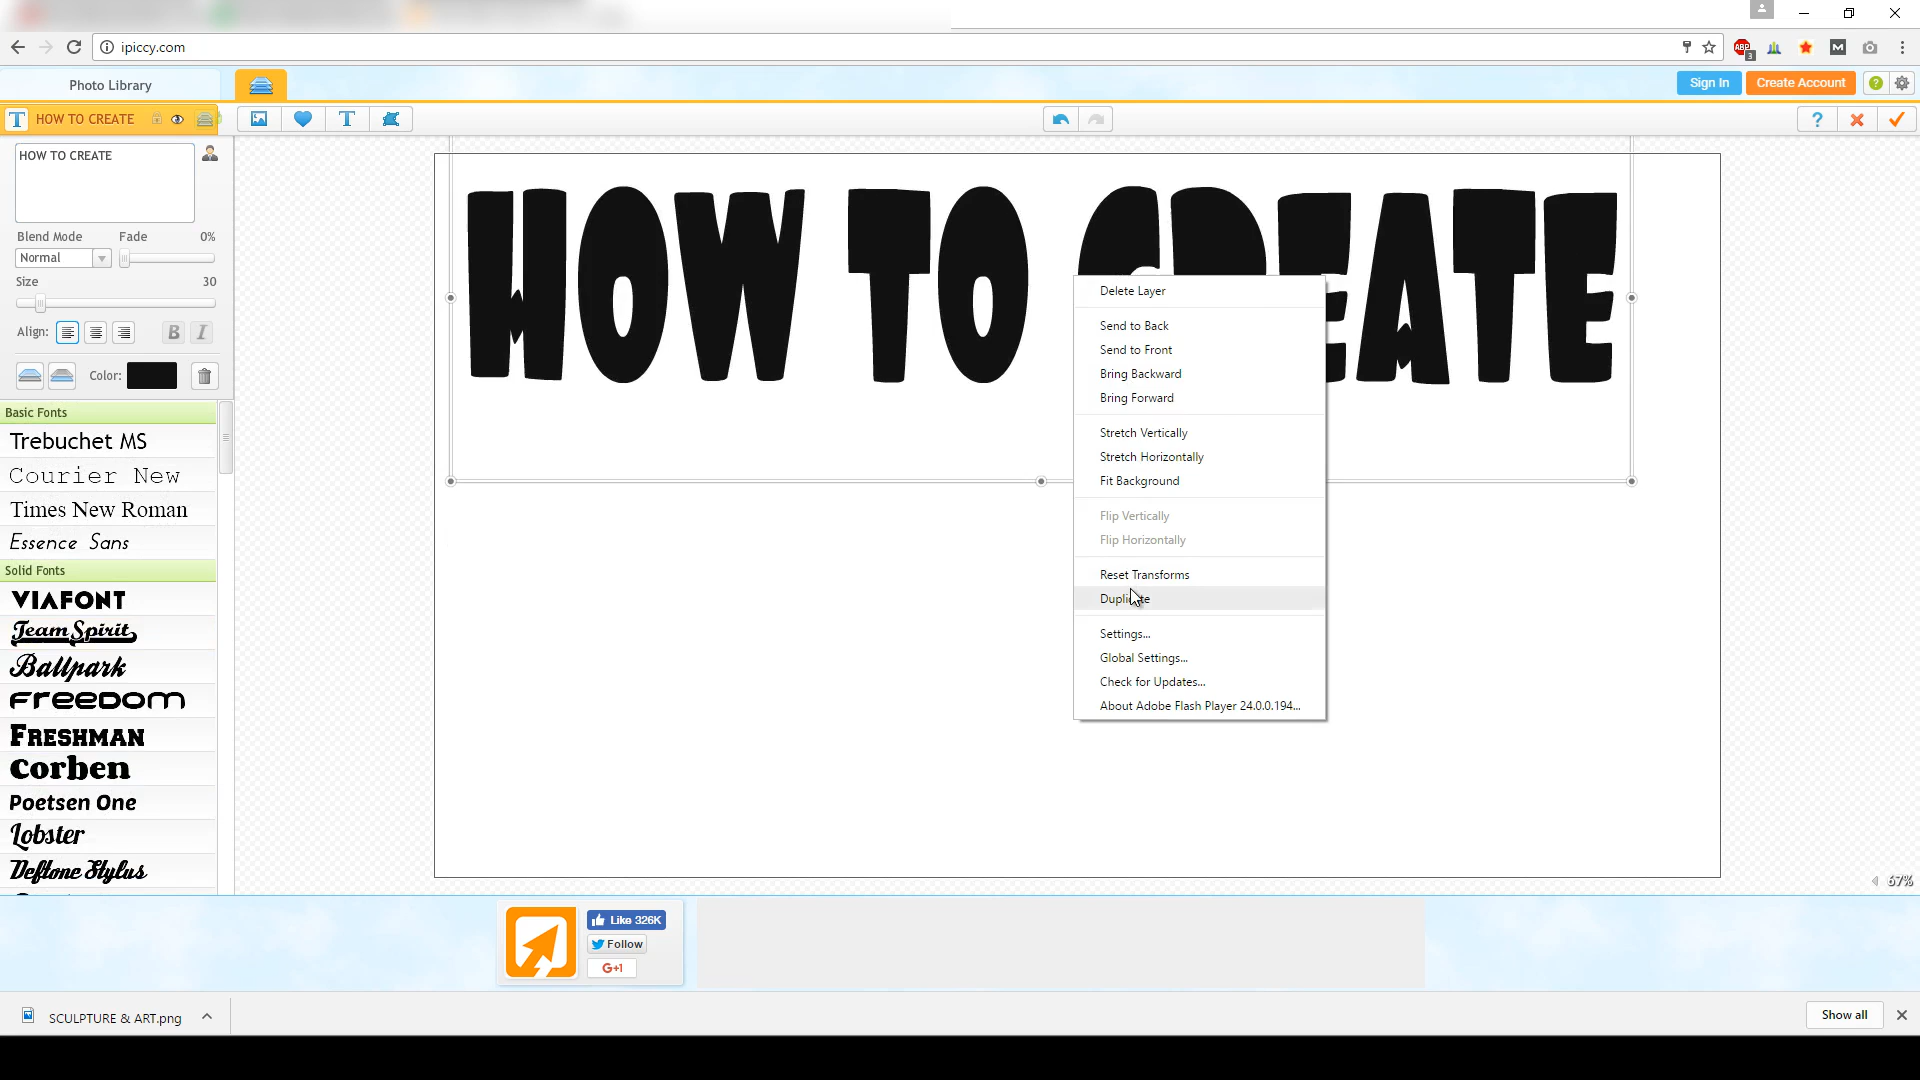 ipiccy.com
ABP
3
M
Photo Library
Sign In
Create Account
?
T HOW TO CREATE
T
?
HOW TO CREATE
Blend Mode Fade 0%
Normal
Size 30
Align: B I
Color:
Basic Fonts
Trebuchet MS
Courier New
Times New Roman
Essence Sans
Solid Fonts
VIAFONT
Team Spirit
Ballpark
FREEDOM
FRESHMAN
Corben
Poetsen One
Lobster
Deftone Stylus
HOW TO CREATE
Delete Layer
Send to Back
Send to Front
Bring Backward
Bring Forward
Stretch Vertically
Stretch Horizontally
Fit Background
Flip Vertically
Flip Horizontally
Reset Transforms
Duplicate
Settings...
Global Settings...
Check for Updates...
About Adobe Flash Player 24.0.0.194...
67%
Like 326K
Follow
G+1
SCULPTURE & ART.png
Show all